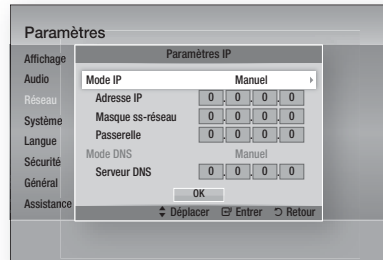 Paramètres
Affichage
Audio
Réseau
Système
Langue
Sécurité
Général
Assistance
Paramètres IP
Mode IP Manuel
Adresse IP 0 . 0 . 0 . 0
Masque ss-réseau 0 . 0 . 0 . 0
Passerelle 0 . 0 . 0 . 0
Mode DNS Manuel
Serveur DNS 0 . 0 . 0 . 0
OK
Déplacer Entrer Retour